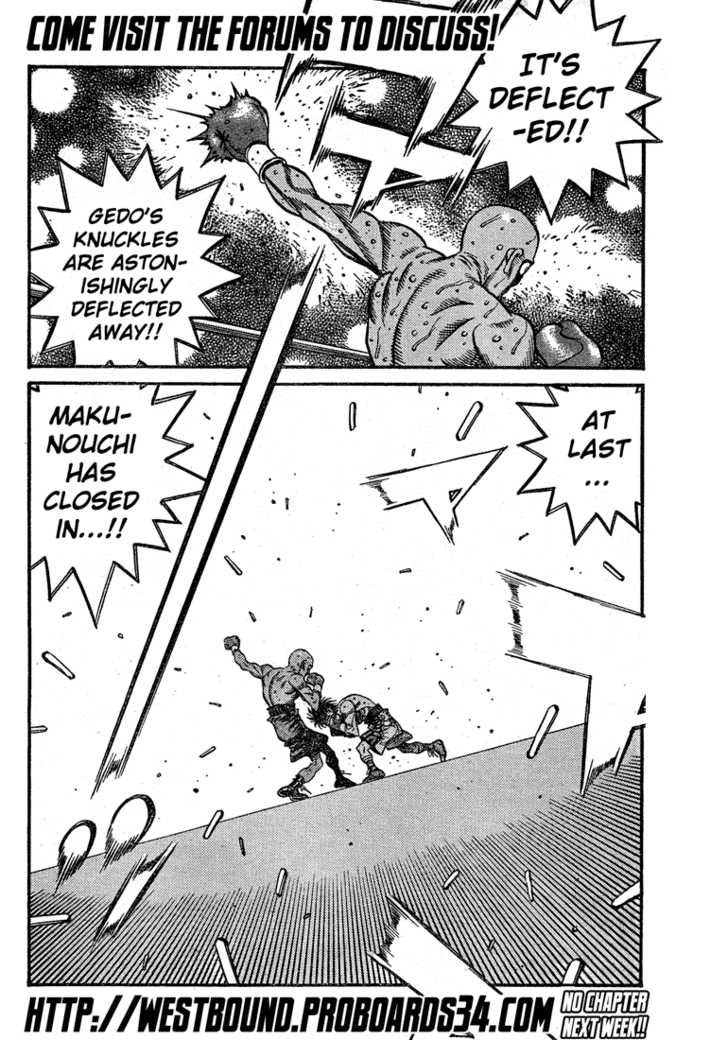 COME VISIT THE FORUMS TO DISCUSS!
IT'S
DEFLECT
-ED!!
GEDO'S
KNUCKLES
ARE ASTON-
ISHINGLY
DEFLECTED
AWAY!!
AT
LAST
...
MAKU-
NOUCHI
HAS
CLOSED
IN...!!
HTTP://WESTBOUND.PROBOARDS34.COM
NO CHAPTER
NEXT WEEK!!